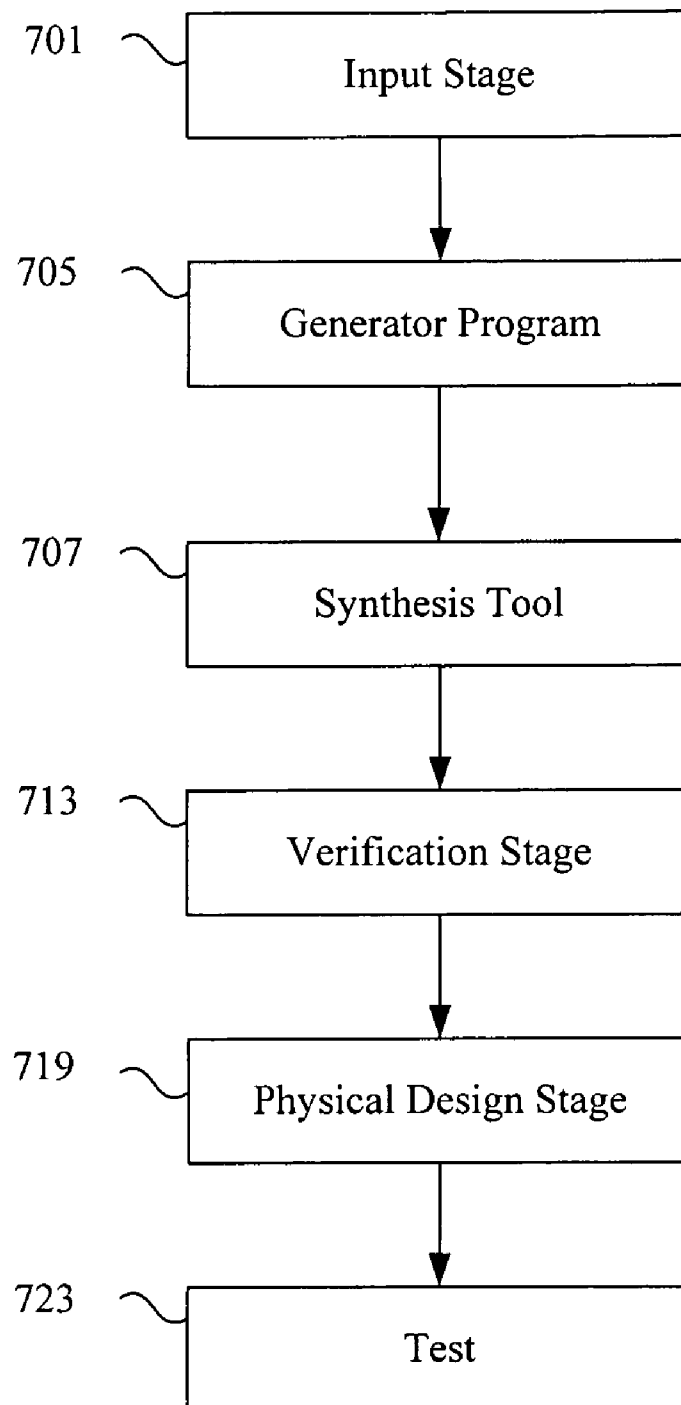 701
Input Stage
705
Generator Program
707
Synthesis Tool
713
Verification Stage
719
Physical Design Stage
723
Test